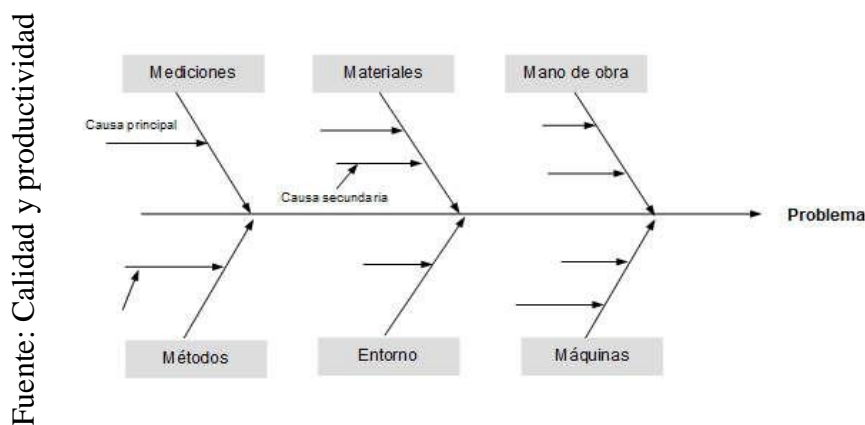 Fuente: Calidad y productividad
Mediciones
Materiales
Mano de obra
Causa principal
Causa secundaria
Problema
Métodos
Entorno
Máquinas